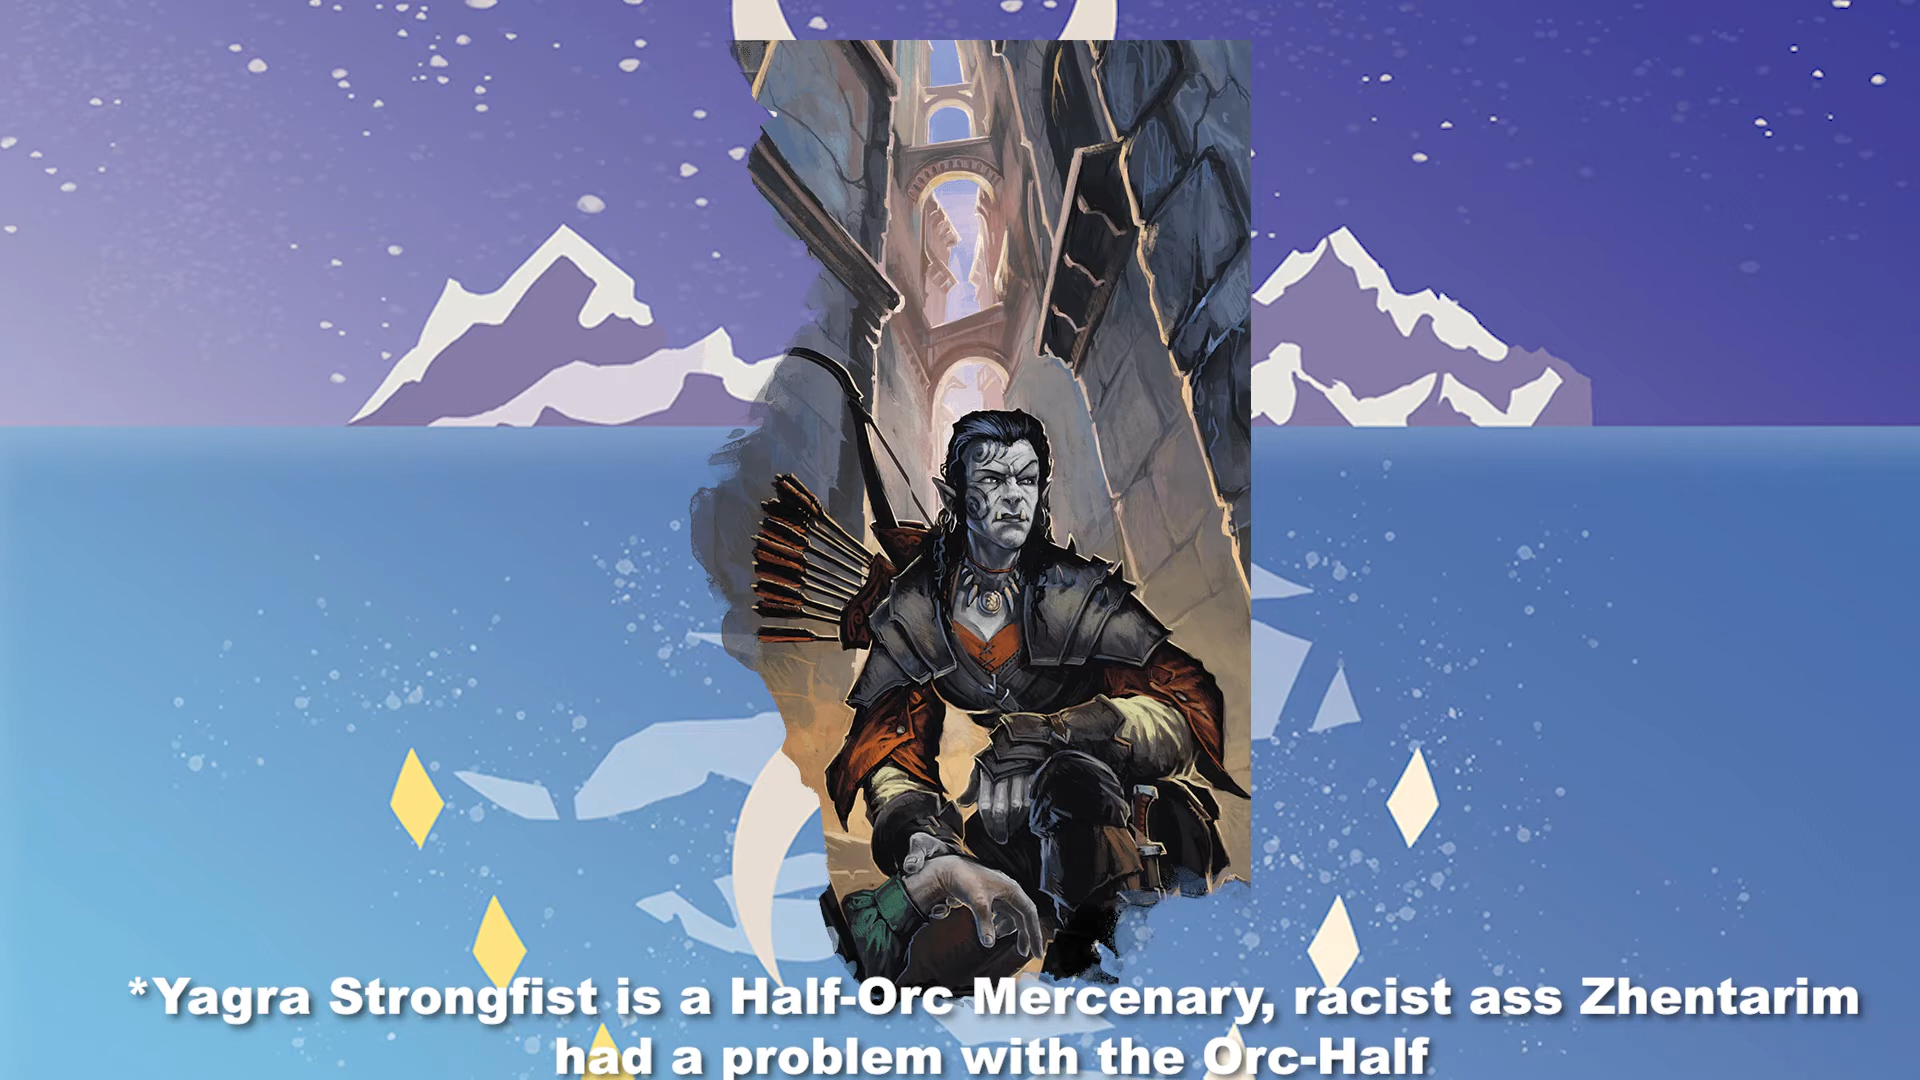 *Yagra Strongfist is a Half-Orc Mercenary, racist ass Zhentarim
had a problem with the Orc-Half